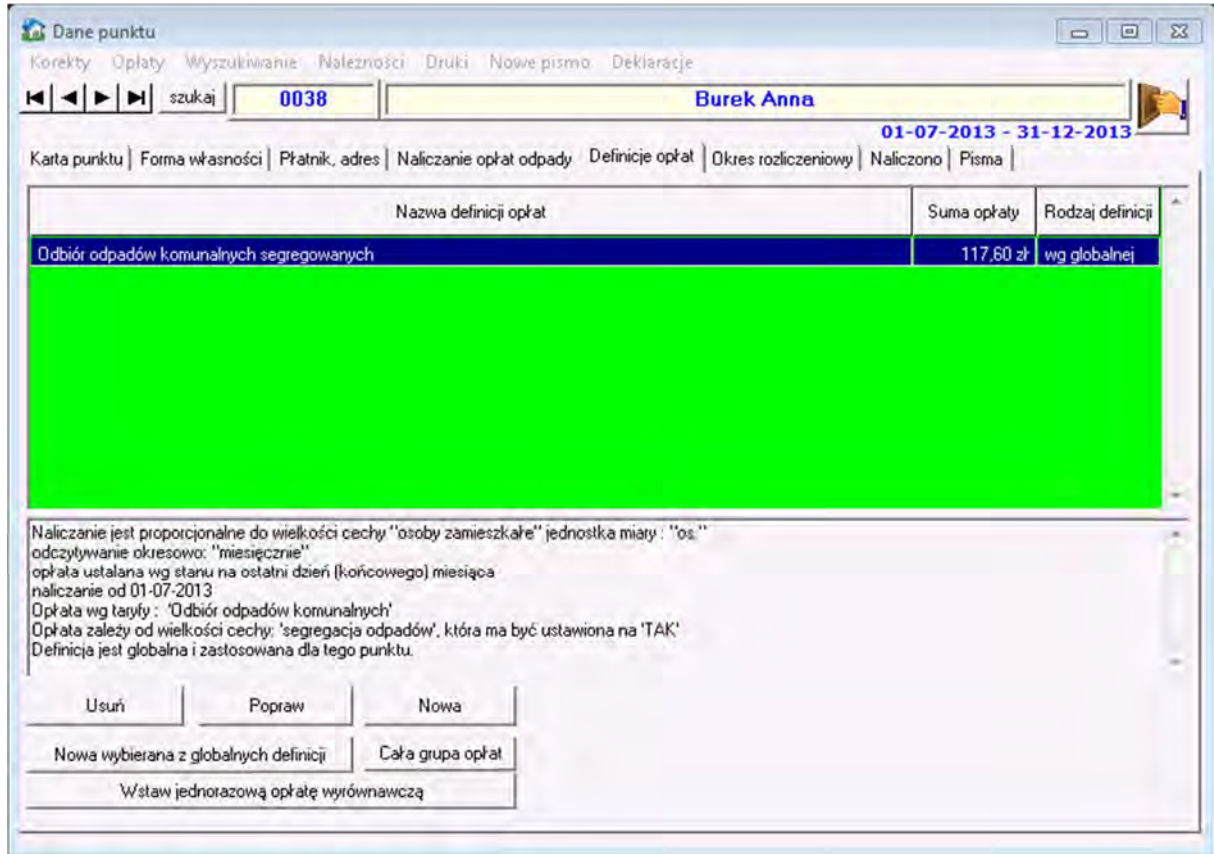 Dane punktu
Korekty Opłaty Wyszukiwanie Należności Druki Nowe pismo Deklaracje
szukaj 0038 Burek Anna
01-07-2013 - 31-12-2013
Karta punktu Forma własności Płatnik, adres Naliczanie opłat odpady Definicje opłat Okres rozliczeniowy Naliczono Pisma
Nazwa definicji opłat Suma opłaty Rodzaj definicji
Odbiór odpadów komunalnych segregowanych 117,60 zł wg globalnej
Naliczanie jest proporcjonalne do wielkości cechy "osoby zamieszkałe" jednostka miary : "os."
odczytywanie okresowo: "miesięcznie"
opłata ustalana wg stanu na ostatni dzień (końcowego) miesiąca
naliczanie od 01-07-2013
Opłata wg taryfy : 'Odbiór odpadów komunalnych'
Opłata zależy od wielkości cechy: 'segregacja odpadów', która ma być ustawiona na 'TAK'
Definicja jest globalna i zastosowana dla tego punktu.
Usuń Popraw Nowa
Nowa wybierana z globalnych definicji Cała grupa opłat
Wstaw jednorazową opłatę wyrównawczą